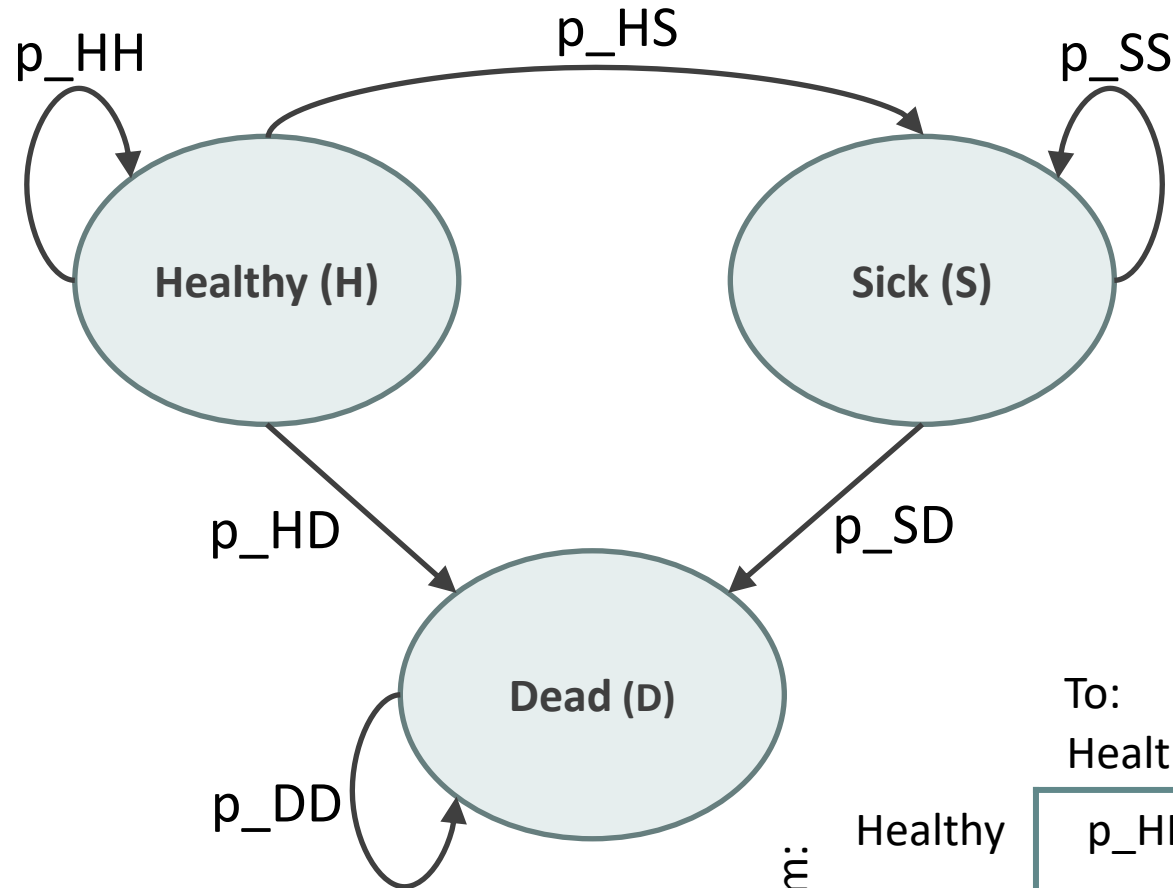 p_HS
p_HH
p_SS
Healthy (H)
Sick (S)
p_HD
p_SD
Dead (D)
To:
p_DD
Healthy